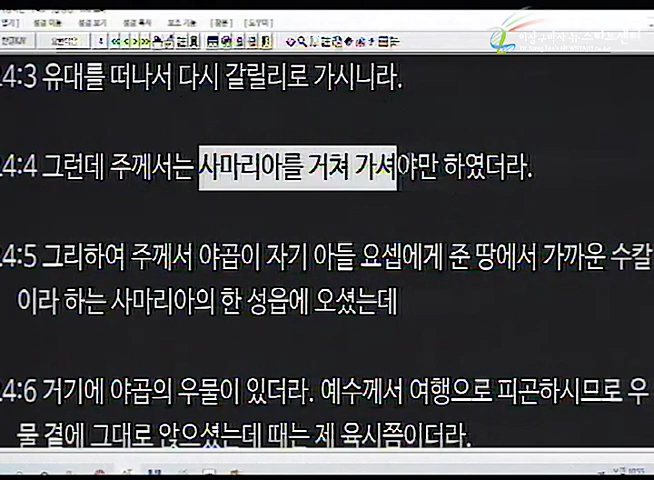 4:3 유대를 떠나서 다시 갈릴리로 가시니라.
4:4 그런데 주께서는 사마리아를 거쳐 가셔야만 하였더라.
4:5 그리하여 주께서 야곱이 자기 아들 요셉에게 준 땅에서 가까운 수칼
이라 하는 사마리아의 한 성읍에 오셨는데
4:6 거기에 야곱의 우물이 있더라. 예수께서 여행으로 피곤하시므로 우
물 곁에 그대로 앉으셨는데 때는 제 육시쯤이더라.